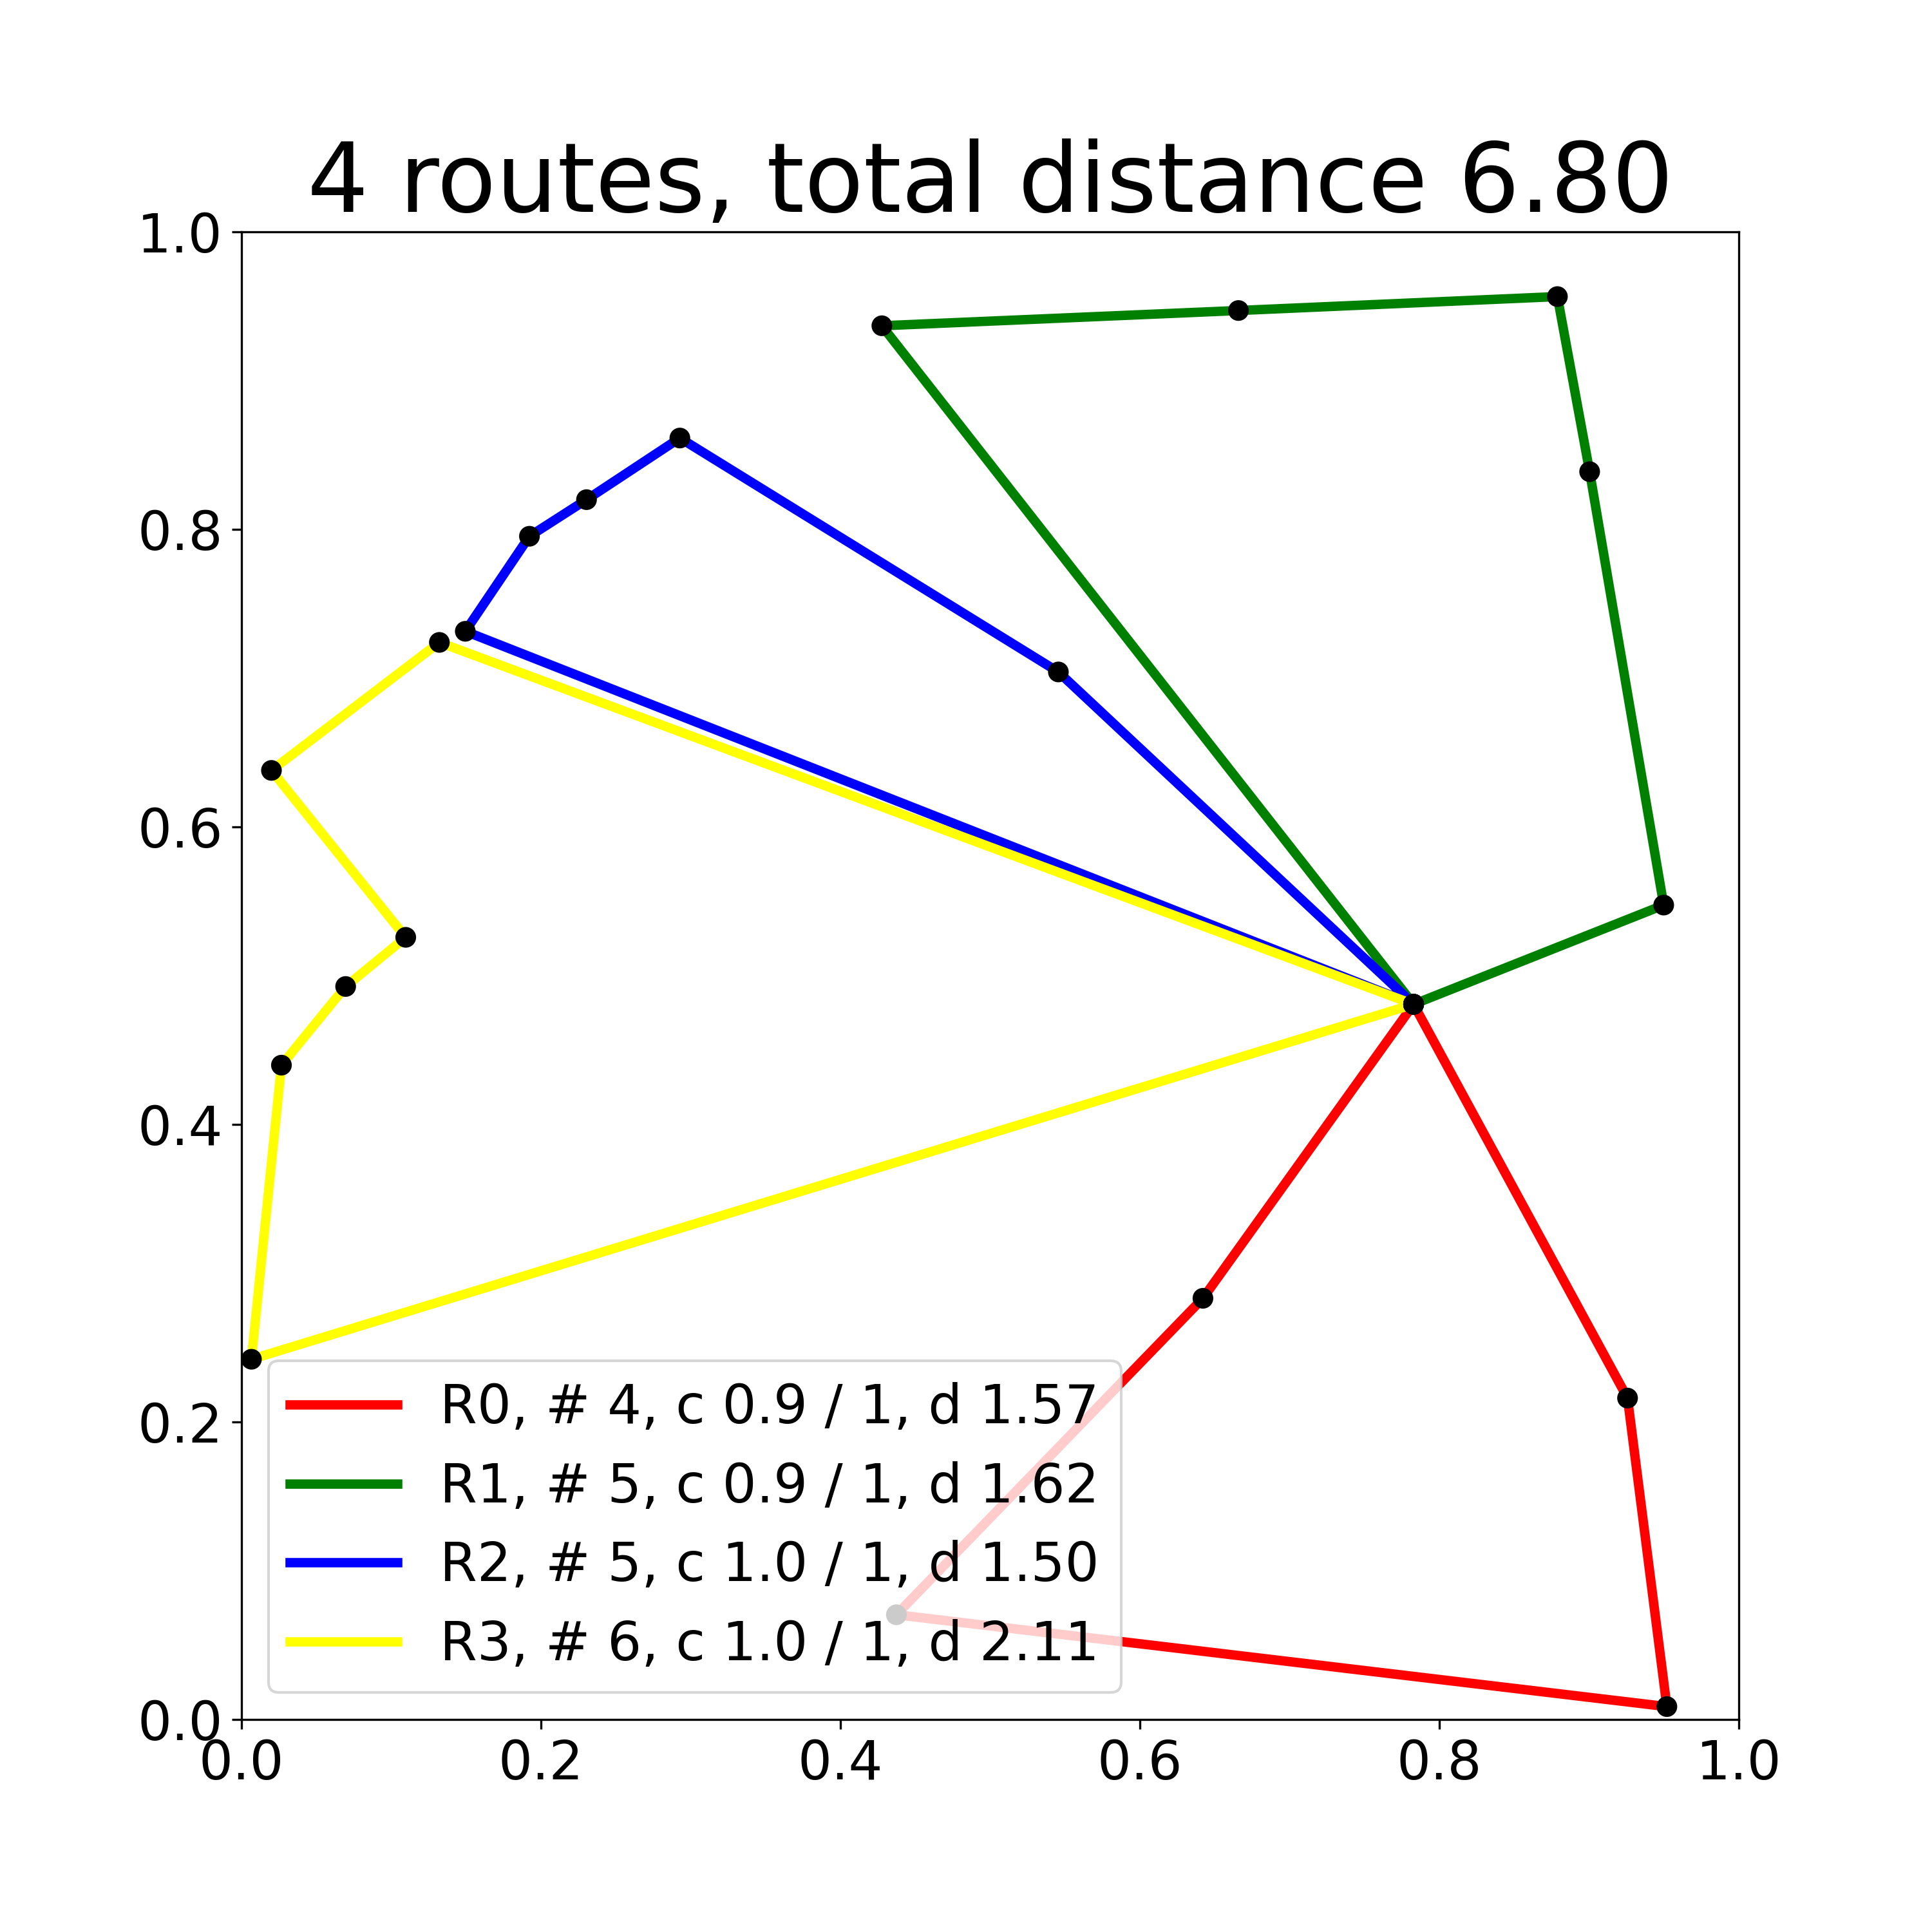 4 routes, total distance 6.80
1.0
0.8
0.6
0.4
0.2
0.0
R0, # 4, c 0.9 / 1, d 1.57
R1, # 5, c 0.9 / 1, d 1.62
R2, # 5, c 1.0 / 1, d 1.50
R3, # 6, c 1.0 / 1, d 2.11
0.0 0.2 0.4 0.6 0.8 1.0